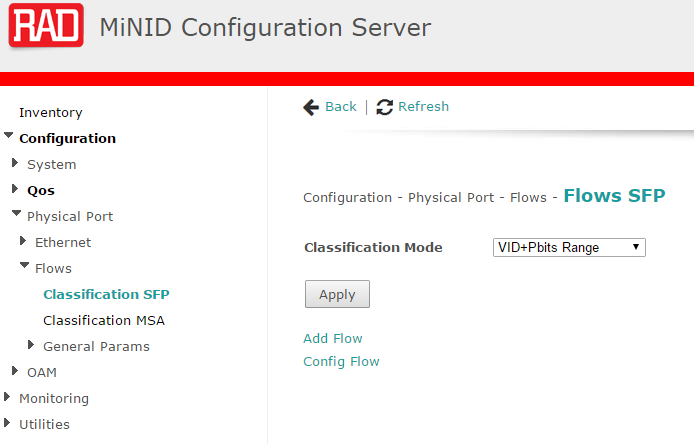 RAD
MiNID Configuration Server
Inventory
Configuration
System
Qos
Physical Port
Ethernet
Flows
Classification SFP
Classification MSA
General Params
OAM
Monitoring
Utilities
Back | Refresh
Configuration - Physical Port - Flows - Flows SFP
Classification Mode VID+Pbits Range
Apply
Add Flow
Config Flow